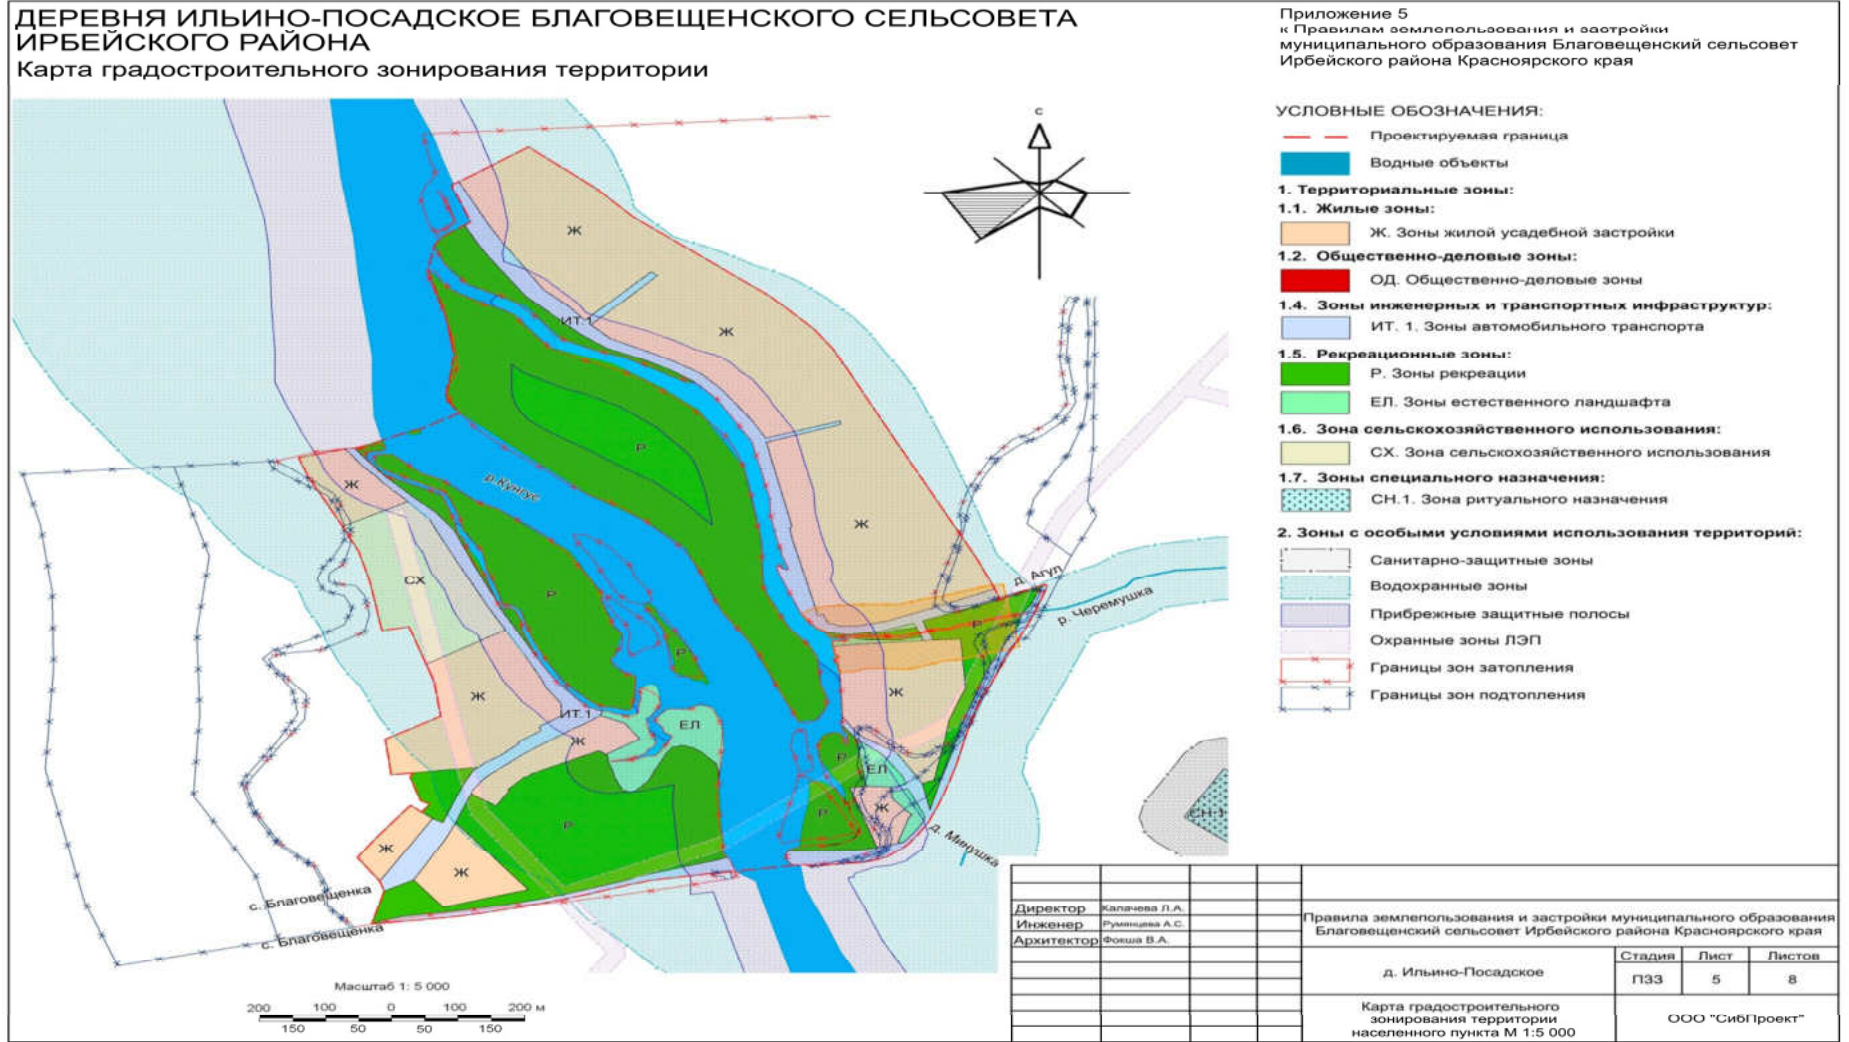 ДЕРЕВНЯ ИЛЬИНО-ПОСАДСКОЕ БЛАГОВЕЩЕНСКОГО СЕЛЬСОВЕТА
ИРБЕЙСКОГО РАЙОНА
Карта градостроительного зонирования территории
Приложение 5
к Правилам землепользования и застройки
муниципального образования Благовещенский сельсовет
Ирбейского района Красноярского края
УСЛОВНЫЕ ОБОЗНАЧЕНИЯ:
Проектируемая граница
Водные объекты
1. Территориальные зоны:
1.1. Жилые зоны:
Ж. Зоны жилой усадебной застройки
1.2. Общественно-деловые зоны:
ОД. Общественно-деловые зоны
1.4. Зоны инженерных и транспортных инфраструктур:
ИТ. 1. Зоны автомобильного транспорта
1.5. Рекреационные зоны:
Р. Зоны рекреации
ЕЛ. Зоны естественного ландшафта
1.6. Зона сельскохозяйственного использования:
СХ. Зона сельскохозяйственного использования
1.7. Зоны специального назначения:
СН.1. Зона ритуального назначения
2. Зоны с особыми условиями использования территорий:
Санитарно-защитные зоны
Водохранные зоны
Прибрежные защитные полосы
Охранные зоны ЛЭП
Границы зон затопления
Границы зон подтопления
с
Ж
ИТ.1
Ж
Р
Ж
р.Кунгус
Ж
СХ
д. Агул
р. Черемушка
Р
Р
Р
Ж
Ж
ИТ.1
ЕЛ
Ж
Р
ЕЛ
Ж
Р
Р
СН.1
д. Минушка
Ж
Ж
с. Благовещенка
с. Благовещенка
Масштаб 1: 5 000
200 100 0 100 200 м
150 50 50 150
Директор Капачева Л.А.
Инженер Румянцева А.С.
Архитектор Фокша В.А.
Правила землепользования и застройки муниципального образования
Благовещенский сельсовет Ирбейского района Красноярского края
д. Ильино-Посадское
Стадия Лист Листов
ПЗЗ 5 8
Карта градостроительного
зонирования территории
населенного пункта М 1:5 000
ООО "СибПроект"